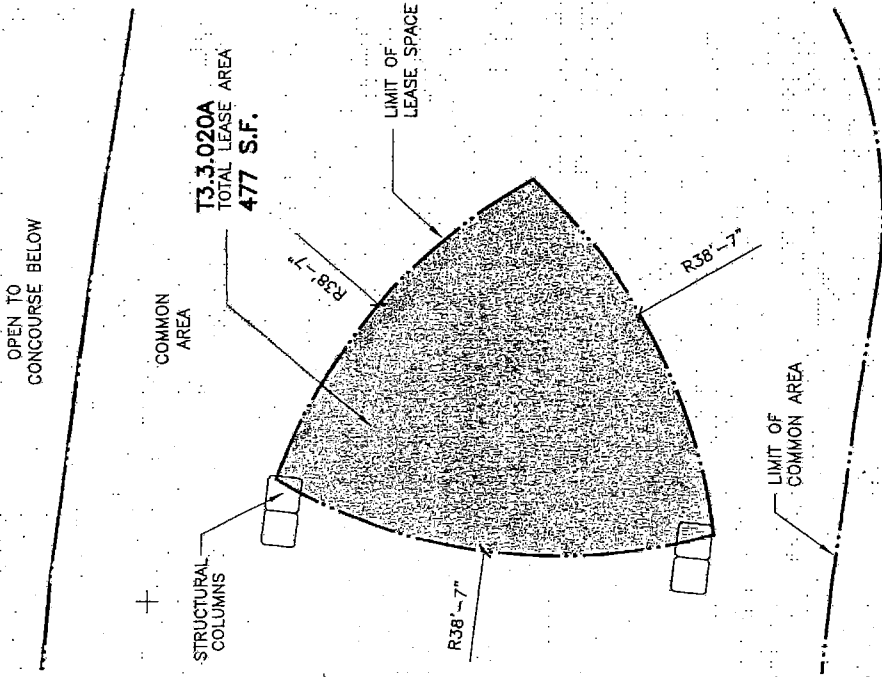 OPEN TO
CONCOURSE BELOW
COMMON
AREA
T3.3.020A
TOTAL LEASE AREA
477 S.F.
LIMIT OF
LEASE SPACE
STRUCTURAL
COLUMNS
R38'-7"
R38'-7"
R38'-7"
LIMIT OF
COMMON AREA